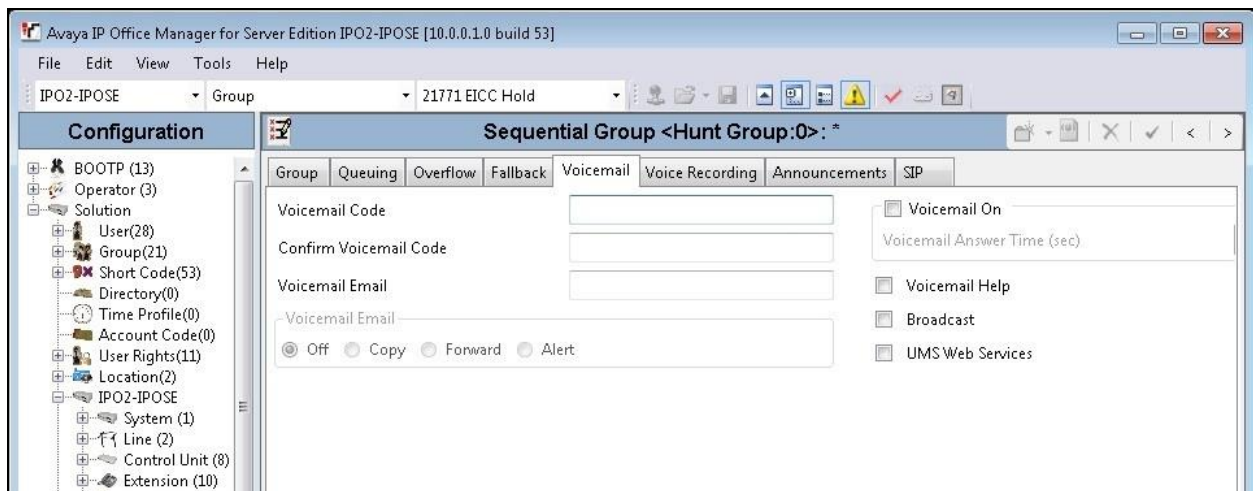 Avaya IP Office Manager for Server Edition IPO2-IPOSE [10.0.0.1.0 build 53]
File Edit View Tools Help
IPO2-IPOSE Group 21771 EICC Hold
Configuration
Sequential Group <Hunt Group:0>: *
BOOTP (13)
Operator (3)
Solution
User(28)
Group(21)
Short Code(53)
Directory(0)
Time Profile(0)
Account Code(0)
User Rights(11)
Location(2)
IPO2-IPOSE
System (1)
Line (2)
Control Unit (8)
Extension (10)
Group Queuing Overflow Fallback Voicemail Voice Recording Announcements SIP
Voicemail Code
Confirm Voicemail Code
Voicemail Email
Voicemail Email
Off Copy Forward Alert
Voicemail On
Voicemail Answer Time (sec)
Voicemail Help
Broadcast
UMS Web Services